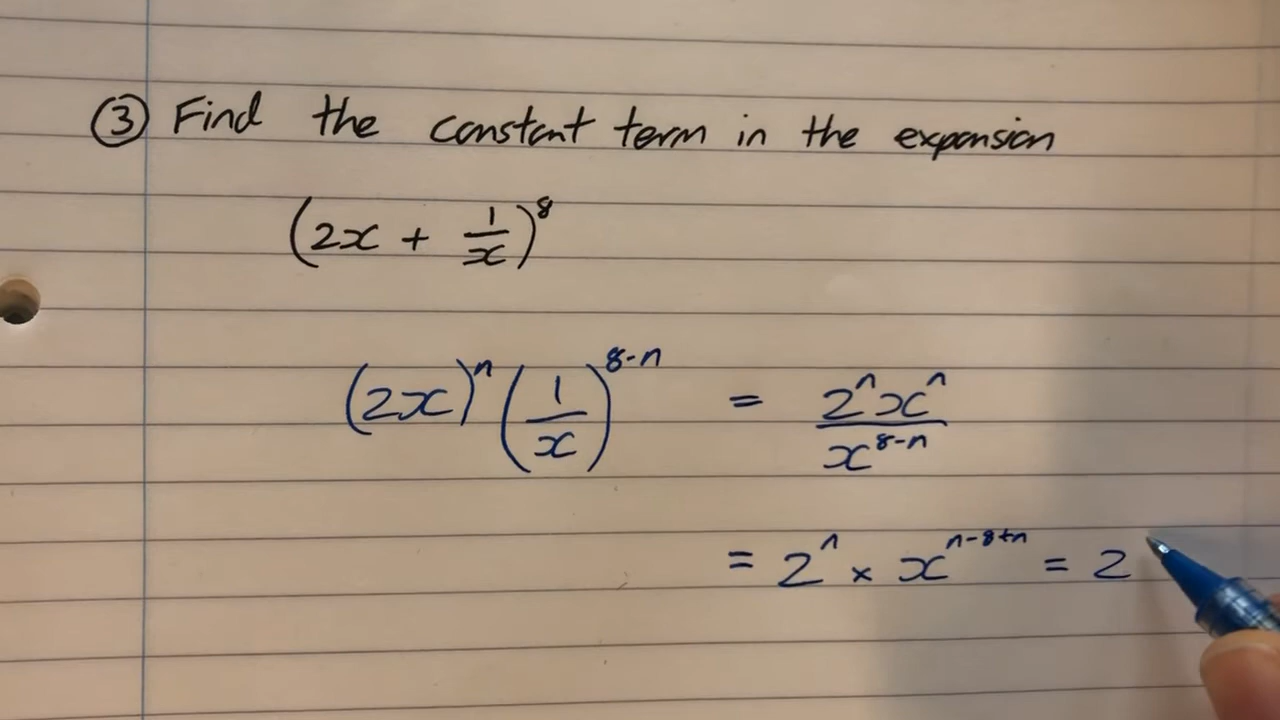 ③ Find the constant term in the expansion
(2x + 1/x)^8
(2x)^n (1/x)^(8-n) = 2^n x^n / x^(8-n)
= 2^n × x^(n-8+n) = 2